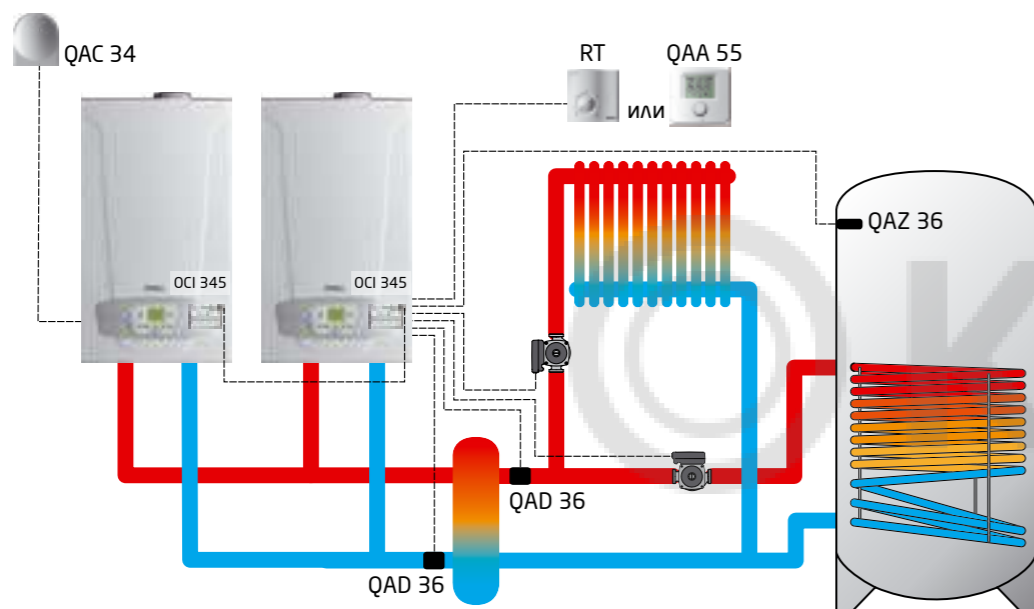 QAC 34
RT
QAA 55
или
QAZ 36
OCI 345
OCI 345
QAD 36
QAD 36